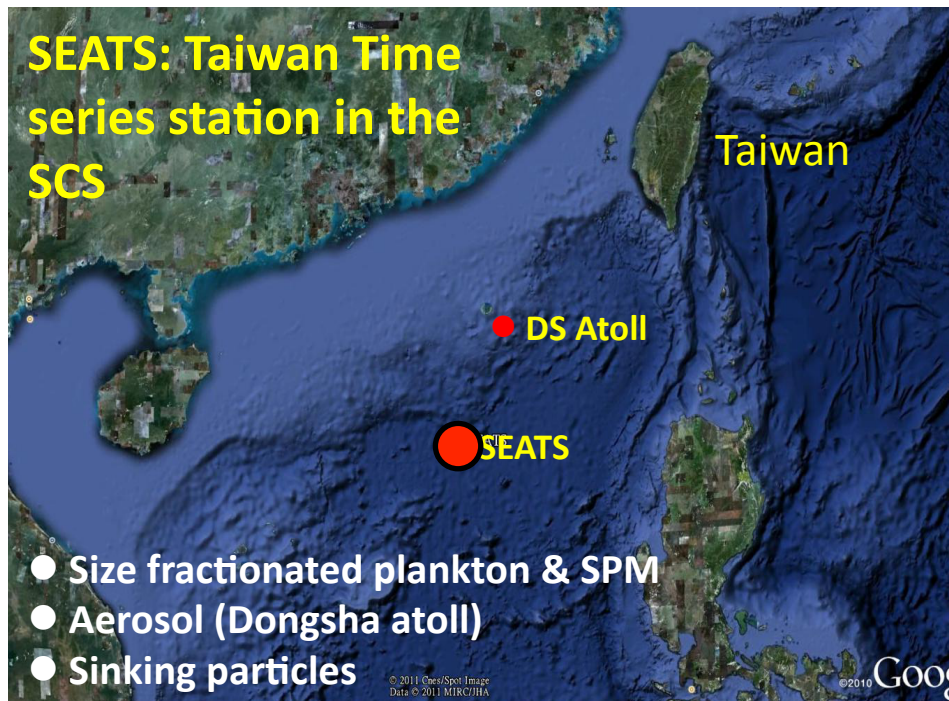 SEATS: Taiwan Time
series station in the
SCS
Taiwan
DS Atoll
SEATS
● Size fractionated plankton & SPM
● Aerosol (Dongsha atoll)
● Sinking particles
© 2011 Cnes/Spot Image
Data © 2011 MIRC/JHA
©2010 Goog